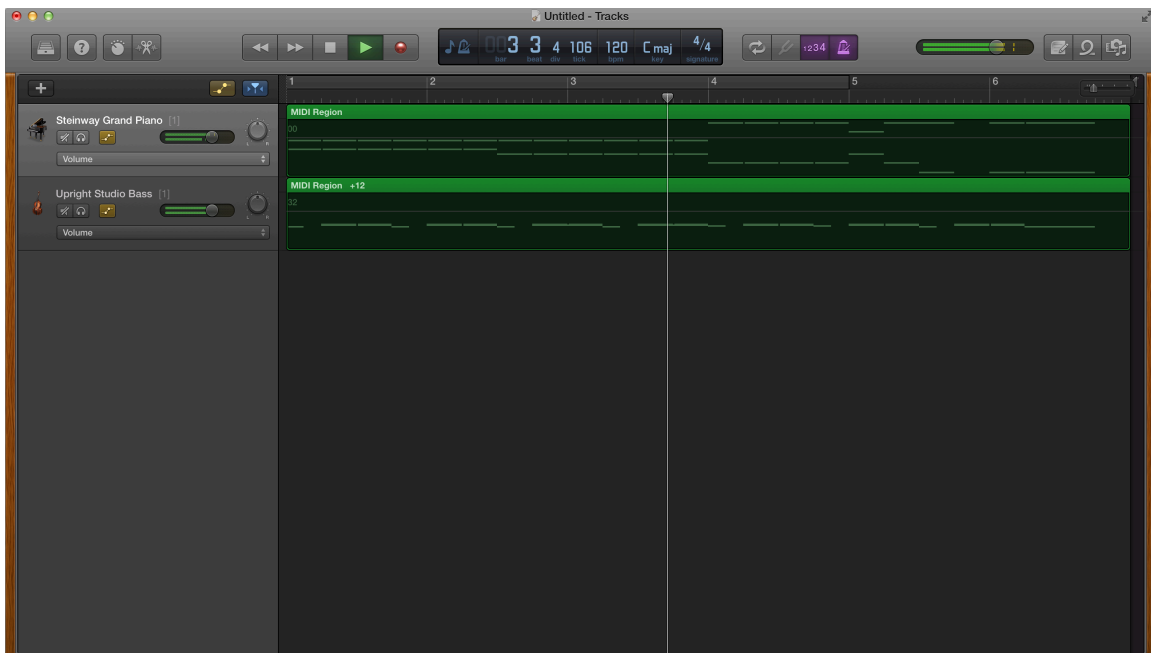 Untitled - Tracks
3 3 4 106 120 C maj 4/4
bar beat div tick bpm key signature
1234
1 2 3 4 5 6
Steinway Grand Piano [1]
L R
Volume
MIDI Region
00
Upright Studio Bass [1]
L R
Volume
MIDI Region +12
32